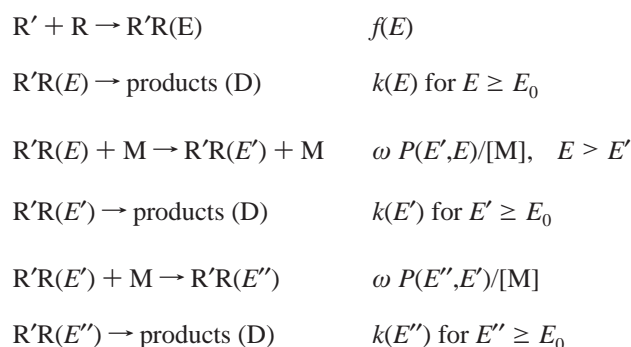 R′ + R → R′R(E) f(E)
R′R(E) → products (D) k(E) for E ≥ E₀
R′R(E) + M → R′R(E′) + M ω P(E′,E)/[M], E > E′
R′R(E′) → products (D) k(E′) for E′ ≥ E₀
R′R(E′) + M → R′R(E″) ω P(E″,E′)/[M]
R′R(E″) → products (D) k(E″) for E″ ≥ E₀